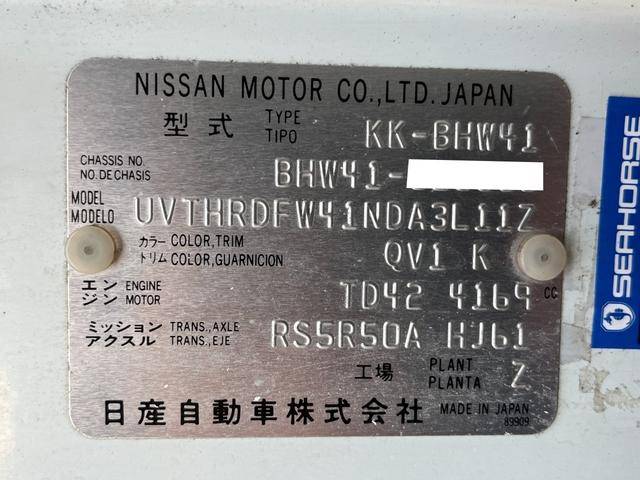 NISSAN MOTOR CO.,LTD. JAPAN
型式 TYPE TIPO KK-BHW41
CHASSIS NO. NO. DE CHASIS BHW41-
MODEL MODELO UVTHRDFW41NDA3L11Z
カラー COLOR,TRIM
トリム COLOR,GUARNICION QV1 K
エン ENGINE
ジン MOTOR TD42 4169 CC
ミッション TRANS.,AXLE
アクスル TRANS.,EJE RS5R50A HJ61
工場 PLANT PLANTA Z
日産自動車株式会社 MADE IN JAPAN
89909
SEAHORSE